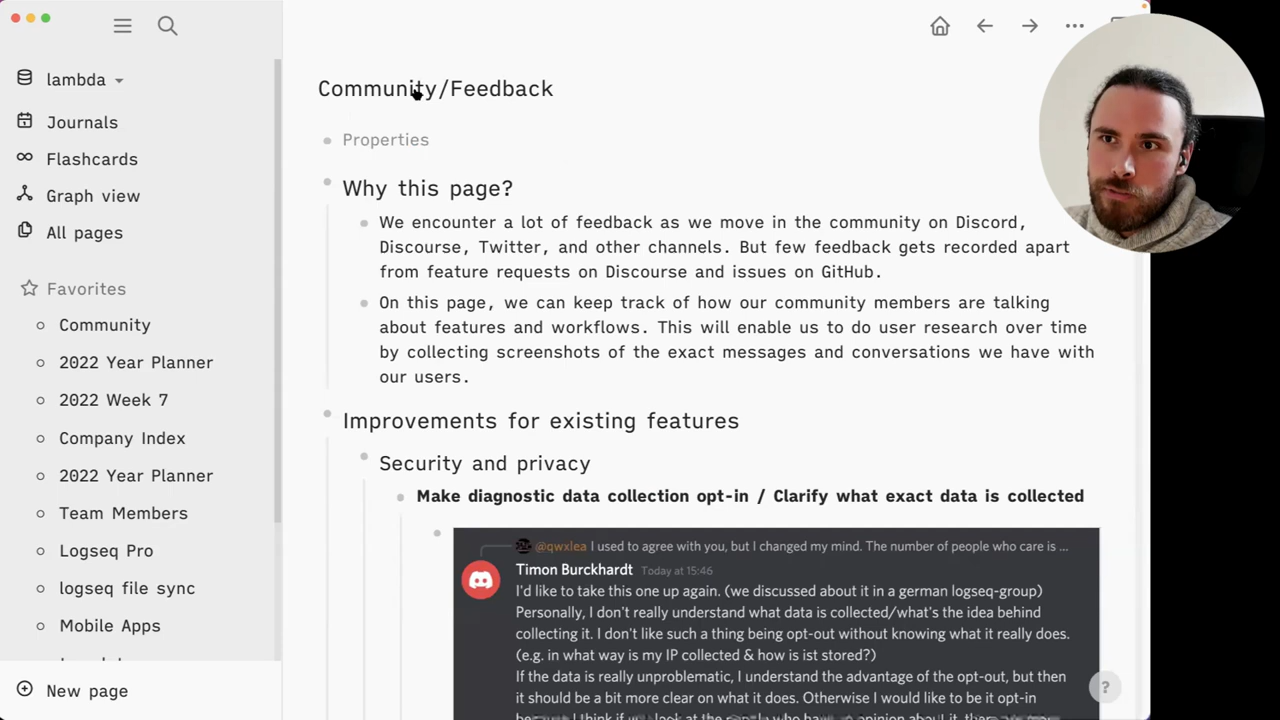 lambda
Journals
Flashcards
Graph view
All pages
Favorites
Community
2022 Year Planner
2022 Week 7
Company Index
2022 Year Planner
Team Members
Logseq Pro
logseq file sync
Mobile Apps
New page
Community/Feedback
Properties
Why this page?
We encounter a lot of feedback as we move in the community on Discord,
Discourse, Twitter, and other channels. But few feedback gets recorded apart
from feature requests on Discourse and issues on GitHub.
On this page, we can keep track of how our community members are talking
about features and workflows. This will enable us to do user research over time
by collecting screenshots of the exact messages and conversations we have with
our users.
Improvements for existing features
Security and privacy
Make diagnostic data collection opt-in / Clarify what exact data is collected
@qwxlea I used to agree with you, but I changed my mind. The number of people who care is ...
Timon Burckhardt Today at 15:46
I'd like to take this one up again. (we discussed about it in a german logseq-group)
Personally, I don't really understand what data is collected/what's the idea behind
collecting it. I don't like such a thing being opt-out without knowing what it really does.
(e.g. in what way is my IP collected & how is ist stored?)
If the data is really unproblematic, I understand the advantage of the opt-out, but then
it should be a bit more clear on what it does. Otherwise I would like to be it opt-in
?